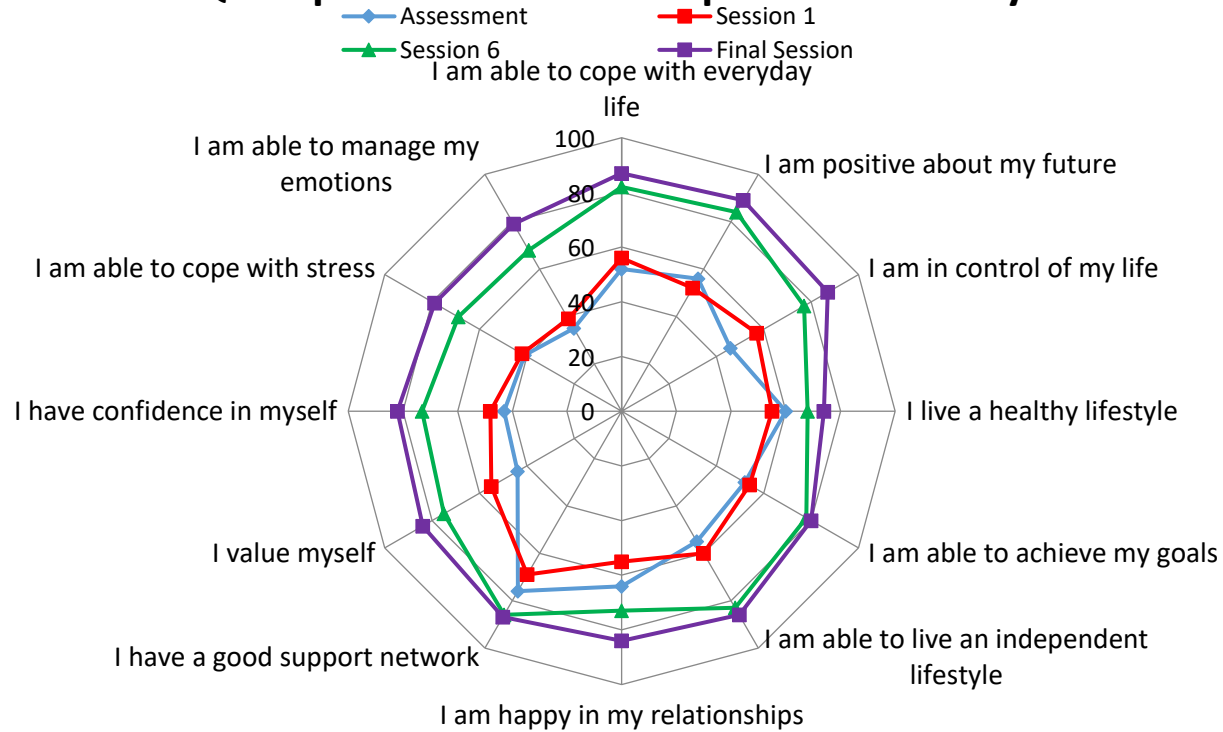 Assessment
Session 1
Session 6
Final Session
I am able to cope with everyday
life
I am positive about my future
I am in control of my life
I live a healthy lifestyle
I am able to achieve my goals
I am able to live an independent
lifestyle
I am happy in my relationships
I have a good support network
I value myself
I have confidence in myself
I am able to cope with stress
I am able to manage my
emotions
100
80
60
40
20
0